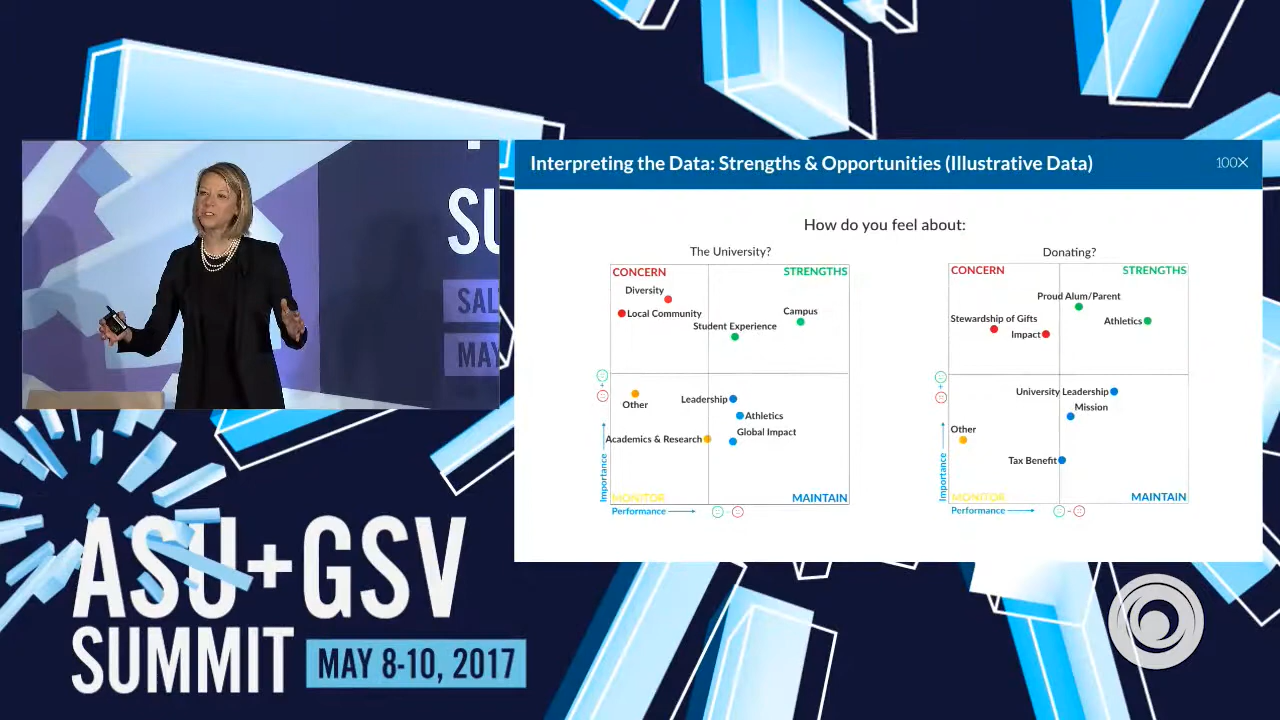 SU
SAL
MAY
Interpreting the Data: Strengths & Opportunities (Illustrative Data)
100X
How do you feel about:
The University?
CONCERN
STRENGTHS
Diversity
Local Community
Campus
Student Experience
Other
Leadership
Athletics
Global Impact
Academics & Research
Importance
MONITOR
MAINTAIN
Performance
Donating?
CONCERN
STRENGTHS
Proud Alum/Parent
Stewardship of Gifts
Athletics
Impact
University Leadership
Mission
Other
Tax Benefit
Importance
MONITOR
MAINTAIN
Performance
ASU+GSV
SUMMIT
MAY 8-10, 2017